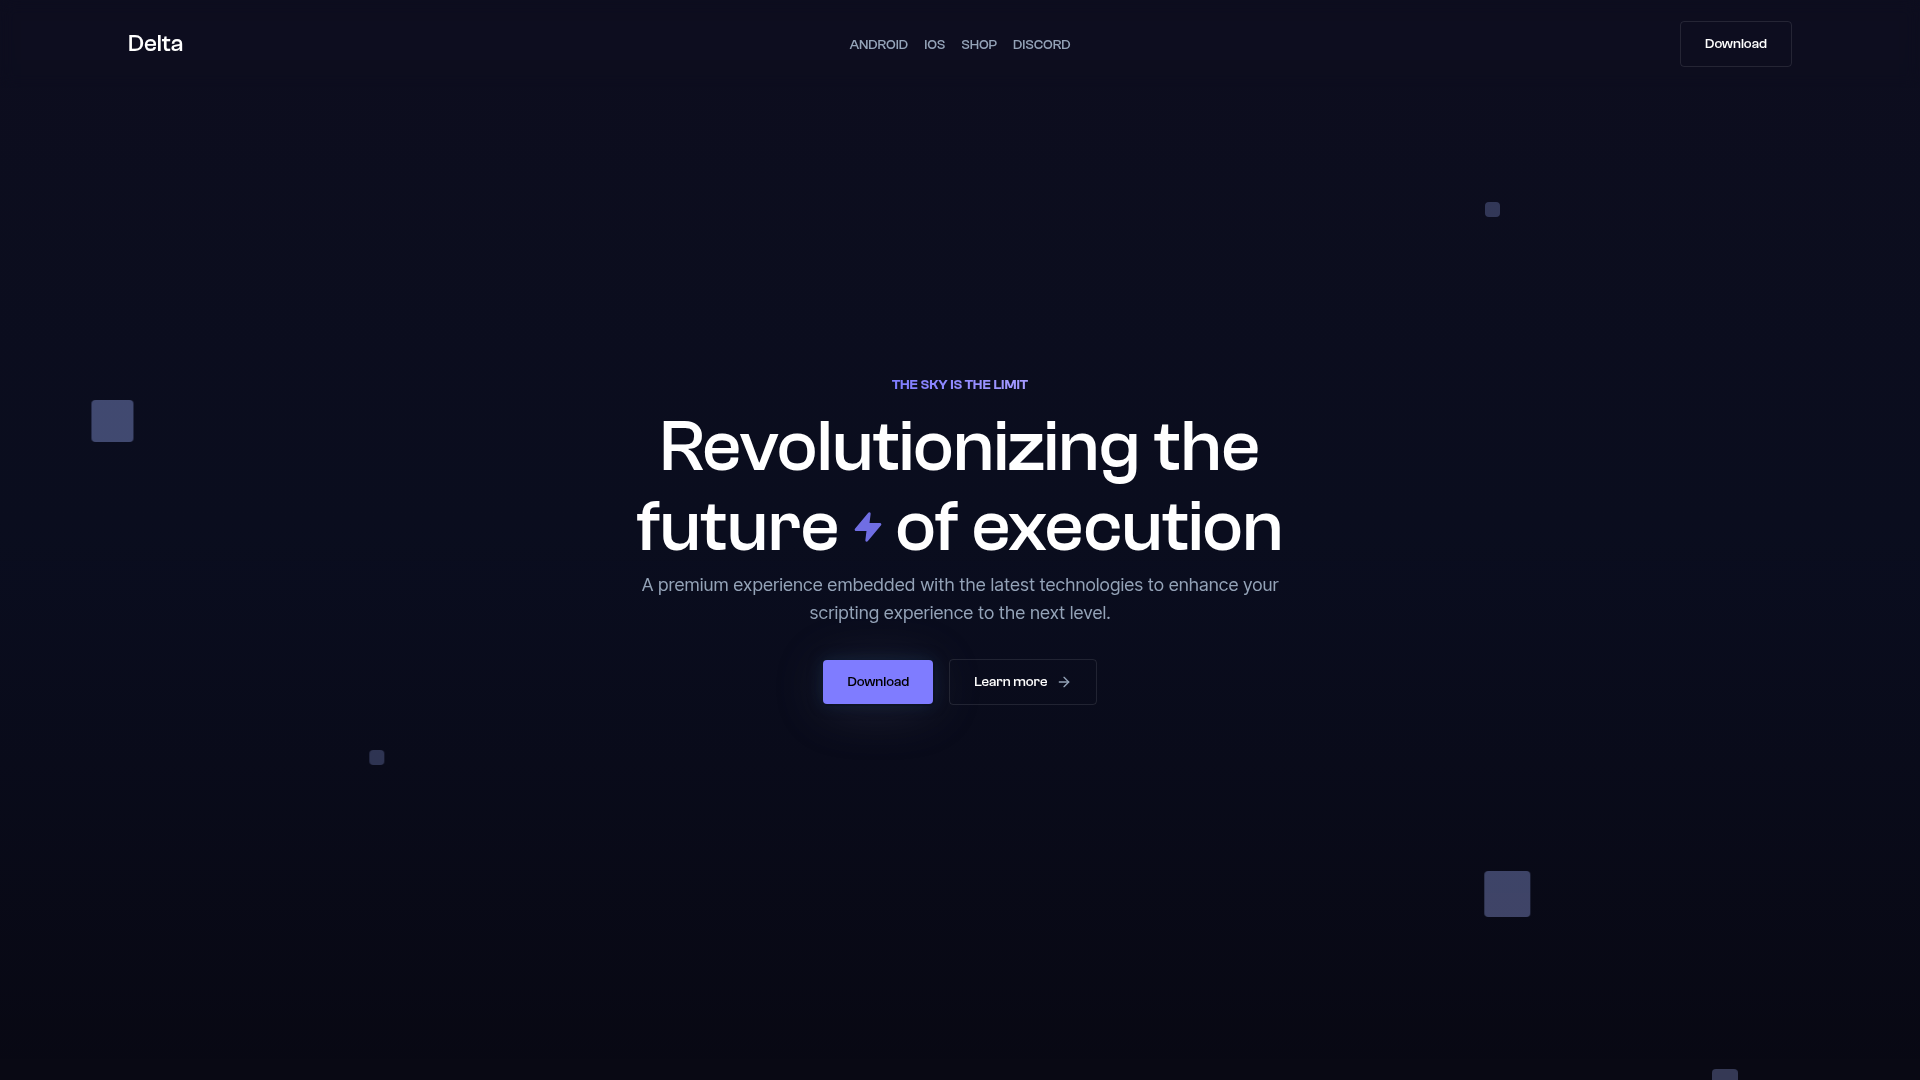 Delta
ANDROID IOS SHOP DISCORD
Download
THE SKY IS THE LIMIT
Revolutionizing the
future of execution
A premium experience embedded with the latest technologies to enhance your
scripting experience to the next level.
Download
Learn more